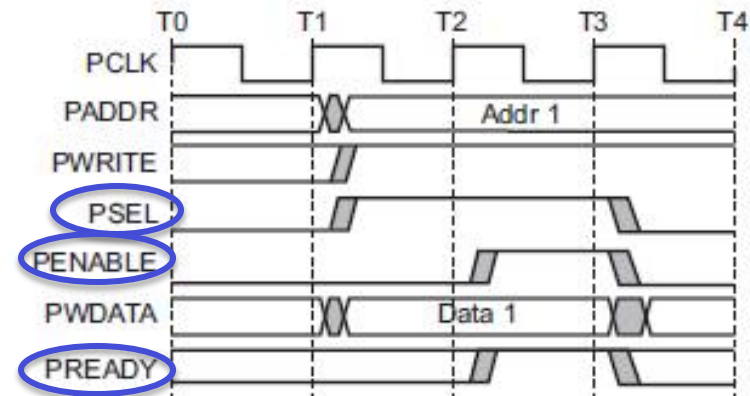 T0 T1 T2 T3 T4
PCLK
PADDR Addr 1
PWRITE
PSEL
PENABLE
PWDATA Data 1
PREADY